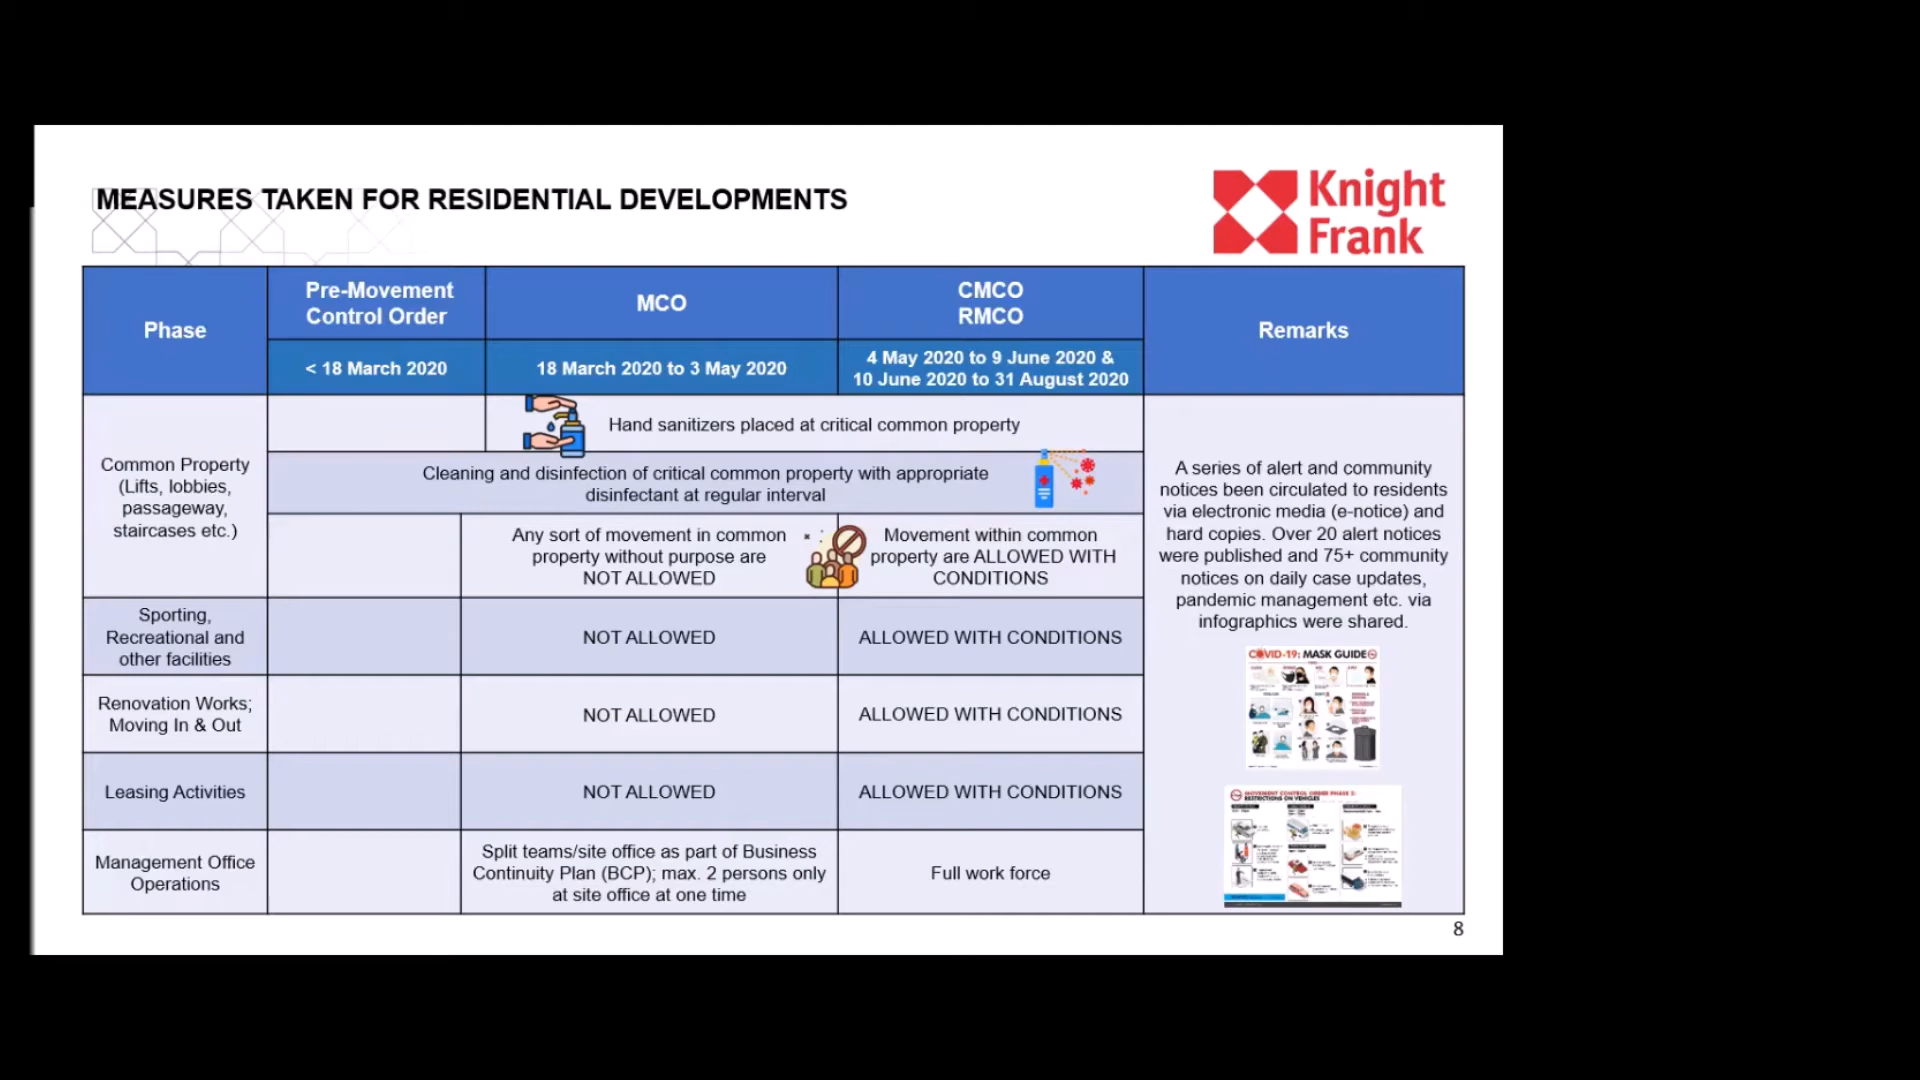 MEASURES TAKEN FOR RESIDENTIAL DEVELOPMENTS
Knight
Frank
Phase
Pre-Movement
Control Order
MCO
CMCO
RMCO
Remarks
< 18 March 2020
18 March 2020 to 3 May 2020
4 May 2020 to 9 June 2020 &
10 June 2020 to 31 August 2020
Common Property
(Lifts, lobbies,
passageway,
staircases etc.)
Hand sanitizers placed at critical common property
Cleaning and disinfection of critical common property with appropriate
disinfectant at regular interval
Any sort of movement in common
property without purpose are
NOT ALLOWED
Movement within common
property are ALLOWED WITH
CONDITIONS
Sporting,
Recreational and
other facilities
NOT ALLOWED
ALLOWED WITH CONDITIONS
Renovation Works;
Moving In & Out
NOT ALLOWED
ALLOWED WITH CONDITIONS
Leasing Activities
NOT ALLOWED
ALLOWED WITH CONDITIONS
Management Office
Operations
Split teams/site office as part of Business
Continuity Plan (BCP); max. 2 persons only
at site office at one time
Full work force
A series of alert and community
notices been circulated to residents
via electronic media (e-notice) and
hard copies. Over 20 alert notices
were published and 75+ community
notices on daily case updates,
pandemic management etc. via
infographics were shared.
COVID-19: MASK GUIDE
MOVEMENT CONTROL ORDER PHASE 2:
RESTRICTIONS ON VEHICLES
8